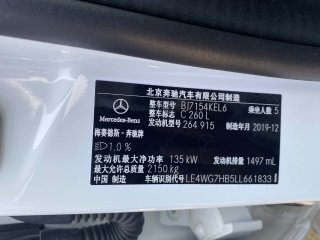 北京奔驰汽车有限公司制造
整车型号 BJ7154KEL6 乘坐人数 5
整车型号 C 260 L
发动机型号 264 915 制造年月 2019-12
Mercedes-Benz
梅赛德斯-奔驰牌
1.0 %
发动机最大净功率 135 kW 发动机排量 1497 mL
最大允许总质量 2150 kg
中国 制造 车辆识别代号 LE4WG7HB5LL661833